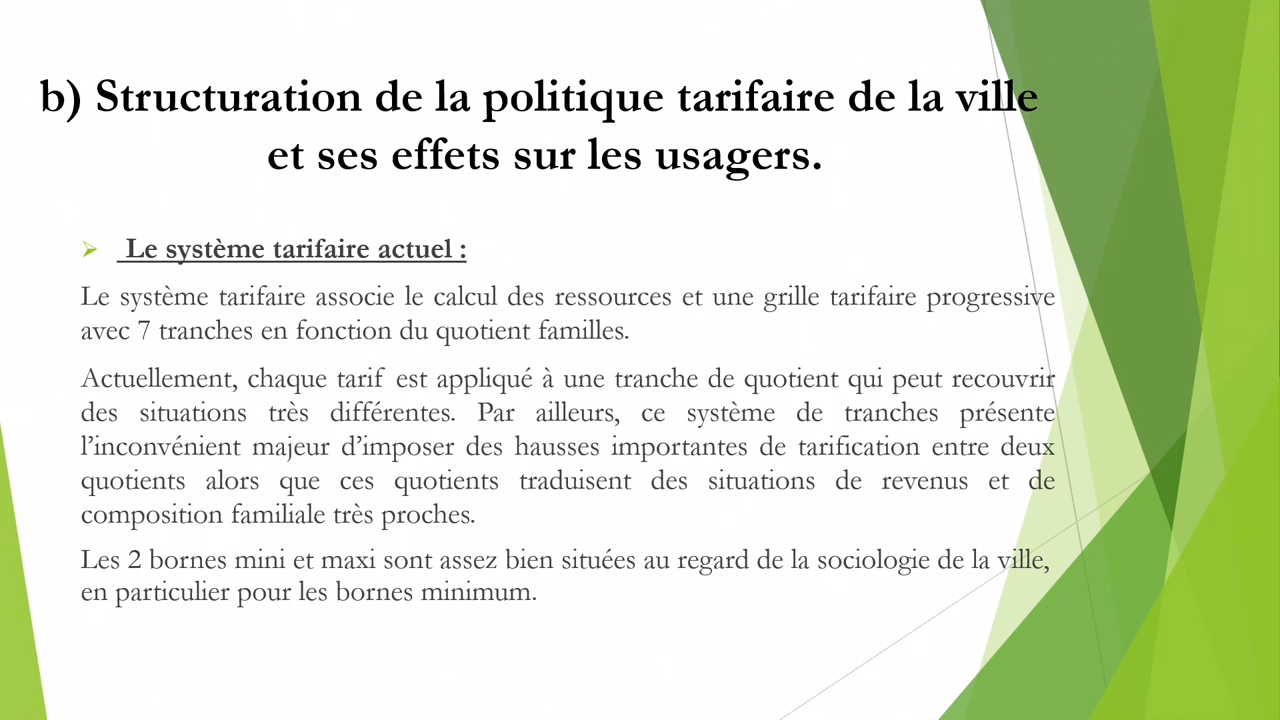 b) Structuration de la politique tarifaire de la ville
et ses effets sur les usagers.
Le système tarifaire actuel :
Le système tarifaire associe le calcul des ressources et une grille tarifaire progressive
avec 7 tranches en fonction du quotient familles.
Actuellement, chaque tarif est appliqué à une tranche de quotient qui peut recouvrir
des situations très différentes. Par ailleurs, ce système de tranches présente
l’inconvénient majeur d’imposer des hausses importantes de tarification entre deux
quotients alors que ces quotients traduisent des situations de revenus et de
composition familiale très proches.
Les 2 bornes mini et maxi sont assez bien situées au regard de la sociologie de la ville,
en particulier pour les bornes minimum.